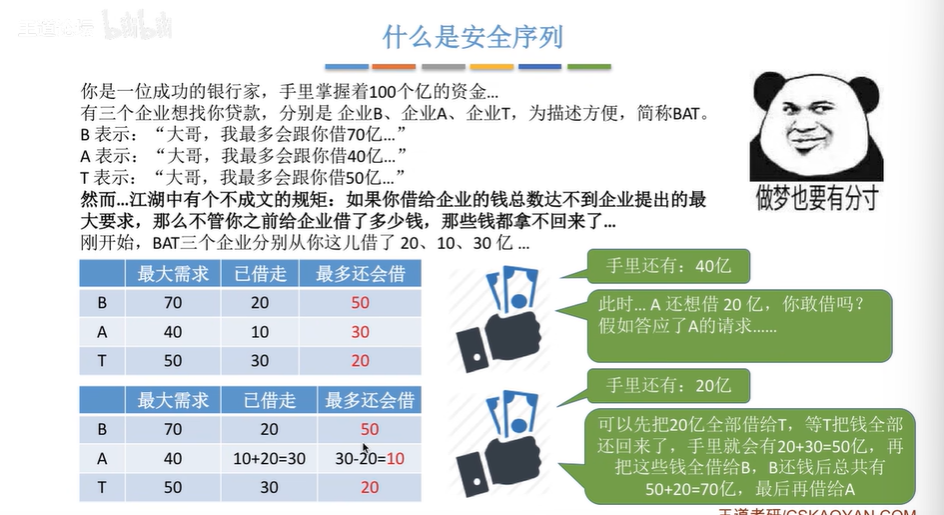 什么是安全序列
你是一位成功的银行家，手里掌握着100个亿的资金...
有三个企业想找你贷款，分别是 企业B、企业A、企业T，为描述方便，简称BAT。
B 表示：“大哥，我最多会跟你借70亿...”
A 表示：“大哥，我最多会跟你借40亿...”
T 表示：“大哥，我最多会跟你借50亿...”
然而...江湖中有个不成文的规矩：如果你借给企业的钱总数达不到企业提出的最
大要求，那么不管你之前给企业借了多少钱，那些钱都拿不回来了...
刚开始，BAT三个企业分别从你这儿借了 20、10、30 亿 ...
做梦也要有分寸
最大需求 已借走 最多还会借
B 70 20 50
A 40 10 30
T 50 30 20
手里还有：40亿
此时... A 还想借 20 亿，你敢借吗？
假如答应了A的请求......
最大需求 已借走 最多还会借
B 70 20 50
A 40 10+20=30 30-20=10
T 50 30 20
手里还有：20亿
可以先把20亿全部借给T，等T把钱全部
还回来了，手里就会有20+30=50亿，再
把这些钱全借给B，B还钱后总共有
50+20=70亿，最后再借给A
王道考研/CSKAOYAN.COM